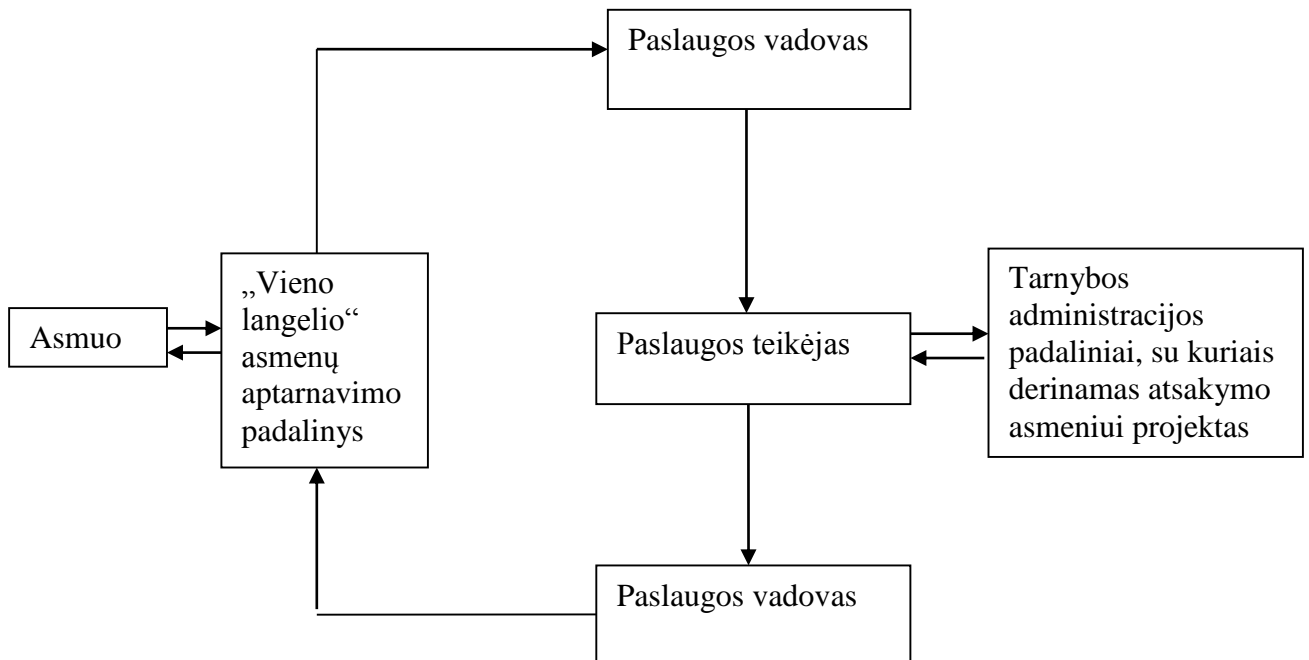 Paslaugos vadovas
Asmuo
„Vieno
langelio“
asmenų
aptarnavimo
padalinys
Paslaugos teikėjas
Tarnybos
administracijos
padaliniai, su kuriais
derinamas atsakymo
asmeniui projektas
Paslaugos vadovas